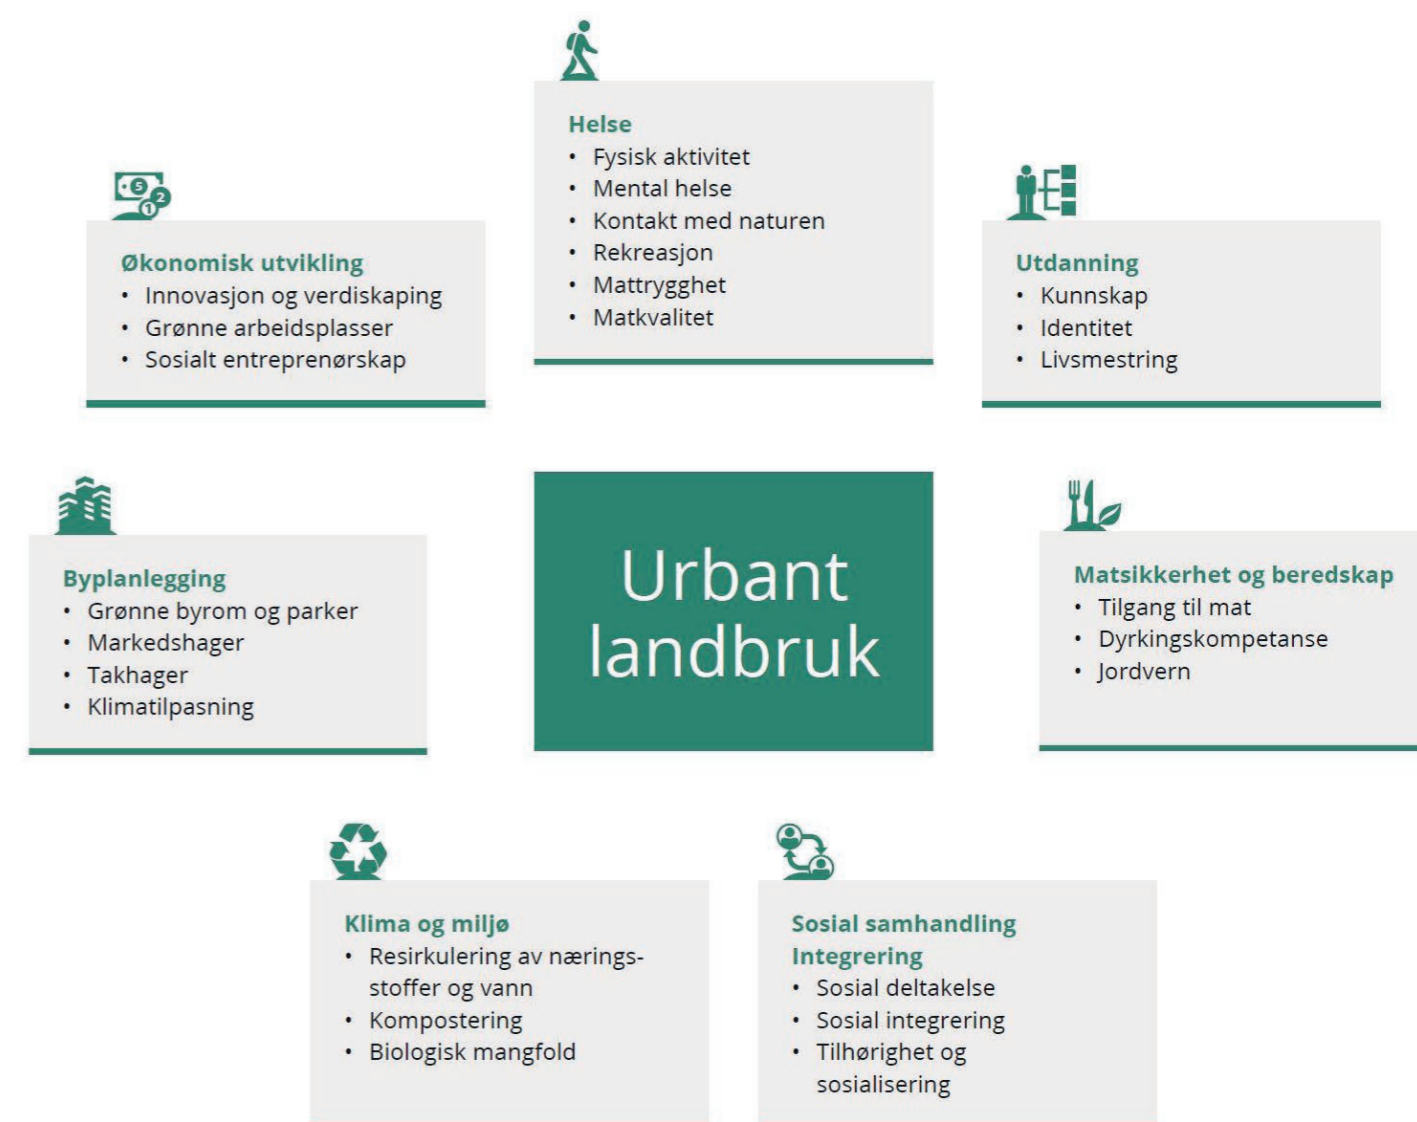 Helse
• Fysisk aktivitet
• Mental helse
• Kontakt med naturen
• Rekreasjon
• Mattrygghet
• Matkvalitet
5
2
1
Økonomisk utvikling
• Innovasjon og verdiskaping
• Grønne arbeidsplasser
• Sosialt entreprenørskap
Utdanning
• Kunnskap
• Identitet
• Livsmestring
Byplanlegging
• Grønne byrom og parker
• Markedshager
• Takhager
• Klimatilpasning
Urbant
landbruk
Matsikkerhet og beredskap
• Tilgang til mat
• Dyrkingskompetanse
• Jordvern
Klima og miljø
• Resirkulering av nærings-
stoffer og vann
• Kompostering
• Biologisk mangfold
Sosial samhandling
Integrering
• Sosial deltakelse
• Sosial integrering
• Tilhørighet og
sosialisering